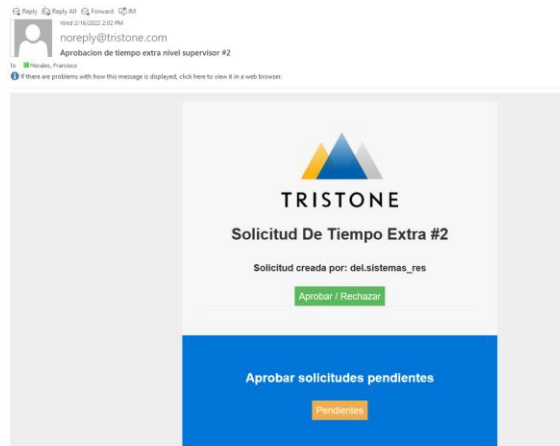 Reply Reply All Forward IM
Wed 2/16/2022 2:02 PM
noreply@tristone.com
Aprobacion de tiempo extra nivel supervisor #2
To Morales, Francisco
If there are problems with how this message is displayed, click here to view it in a web browser.
TRISTONE
Solicitud De Tiempo Extra #2
Solicitud creada por: del.sistemas_res
Aprobar / Rechazar
Aprobar solicitudes pendientes
Pendientes